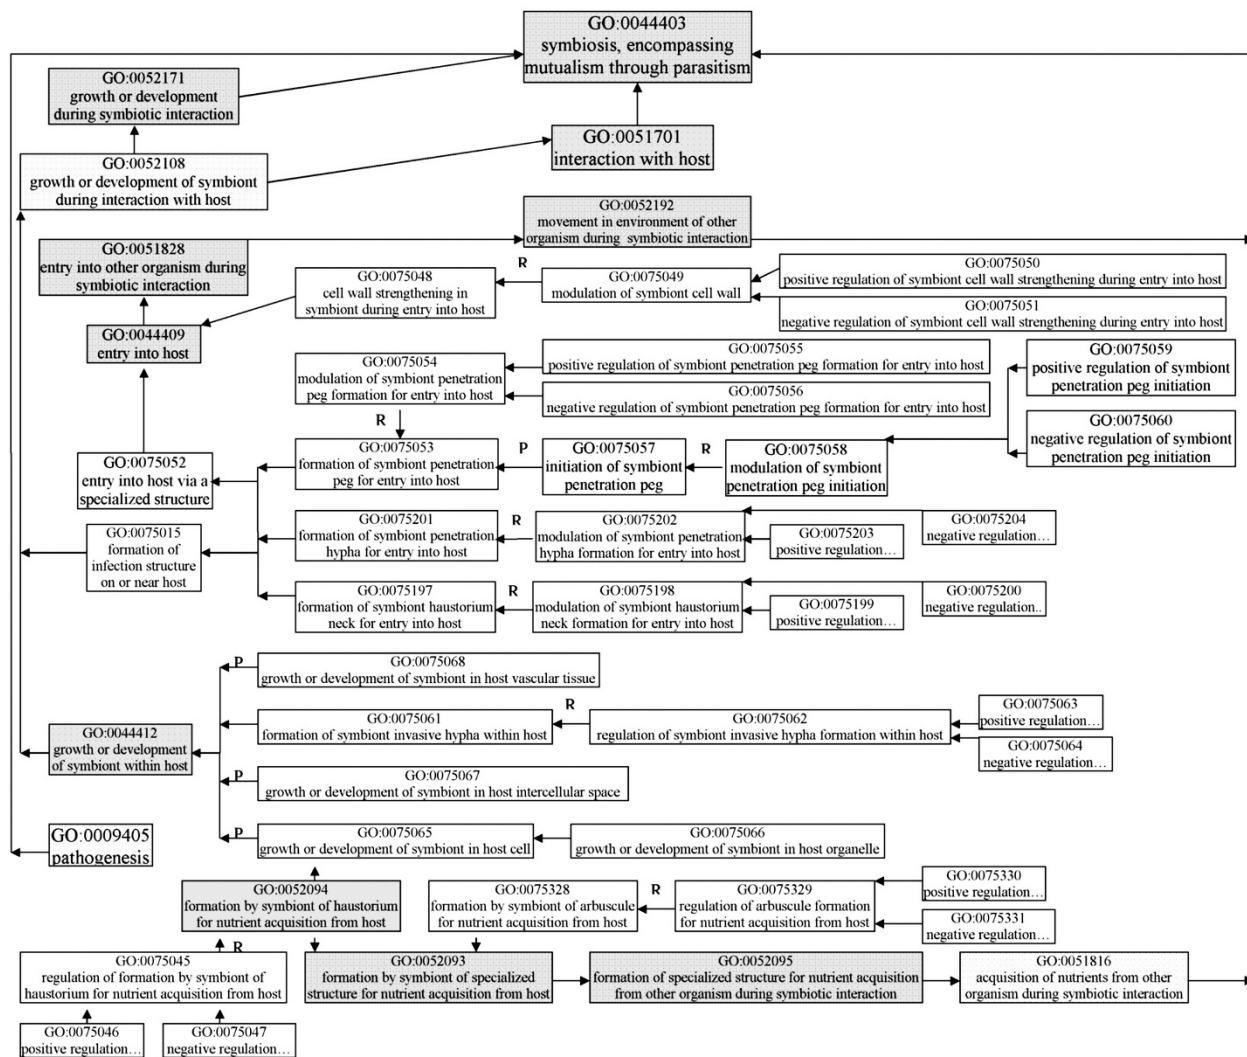 GO:0044403
symbiosis, encompassing
mutualism through parasitism
GO:0052171
growth or development
during symbiotic interaction
GO:0051701
interaction with host
GO:0052108
growth or development of symbiont
during interaction with host
GO:0052192
movement in environment of other
organism during symbiotic interaction
GO:0051828
entry into other organism during
symbiotic interaction
GO:0075048
cell wall strengthening in
symbiont during entry into host
R
GO:0075049
modulation of symbiont cell wall
GO:0075050
positive regulation of symbiont cell wall strengthening during entry into host
GO:0075051
negative regulation of symbiont cell wall strengthening during entry into host
GO:0044409
entry into host
GO:0075054
modulation of symbiont penetration
peg formation for entry into host
GO:0075055
positive regulation of symbiont penetration peg formation for entry into host
GO:0075056
negative regulation of symbiont penetration peg formation for entry into host
GO:0075059
positive regulation of symbiont
penetration peg initiation
GO:0075060
negative regulation of symbiont
penetration peg initiation
R
GO:0075052
entry into host via a
specialized structure
GO:0075053
formation of symbiont penetration
peg for entry into host
P
GO:0075057
initiation of symbiont
penetration peg
R
GO:0075058
modulation of symbiont
penetration peg initiation
GO:0075015
formation of
infection structure
on or near host
GO:0075201
formation of symbiont penetration
hypha for entry into host
R
GO:0075202
modulation of symbiont penetration
hypha formation for entry into host
GO:0075203
positive regulation…
GO:0075204
negative regulation…
GO:0075197
formation of symbiont haustorium
neck for entry into host
R
GO:0075198
modulation of symbiont haustorium
neck formation for entry into host
GO:0075199
positive regulation…
GO:0075200
negative regulation..
P
GO:0075068
growth or development of symbiont in host vascular tissue
GO:0044412
growth or development
of symbiont within host
GO:0075061
formation of symbiont invasive hypha within host
R
GO:0075062
regulation of symbiont invasive hypha formation within host
GO:0075063
positive regulation…
GO:0075064
negative regulation…
P
GO:0075067
growth or development of symbiont in host intercellular space
GO:0009405
pathogenesis
P
GO:0075065
growth or development of symbiont in host cell
GO:0075066
growth or development of symbiont in host organelle
GO:0052094
formation by symbiont of haustorium
for nutrient acquisition from host
GO:0075328
formation by symbiont of arbuscule
for nutrient acquisition from host
R
GO:0075329
regulation of arbuscule formation
for nutrient acquisition from host
GO:0075330
positive regulation…
GO:0075331
negative regulation…
R
GO:0075045
regulation of formation by symbiont of
haustorium for nutrient acquisition from host
GO:0052093
formation by symbiont of specialized
structure for nutrient acquisition from host
GO:0052095
formation of specialized structure for nutrient acquisition
from other organism during symbiotic interaction
GO:0051816
acquisition of nutrients from other
organism during symbiotic interaction
GO:0075046
positive regulation…
GO:0075047
negative regulation…